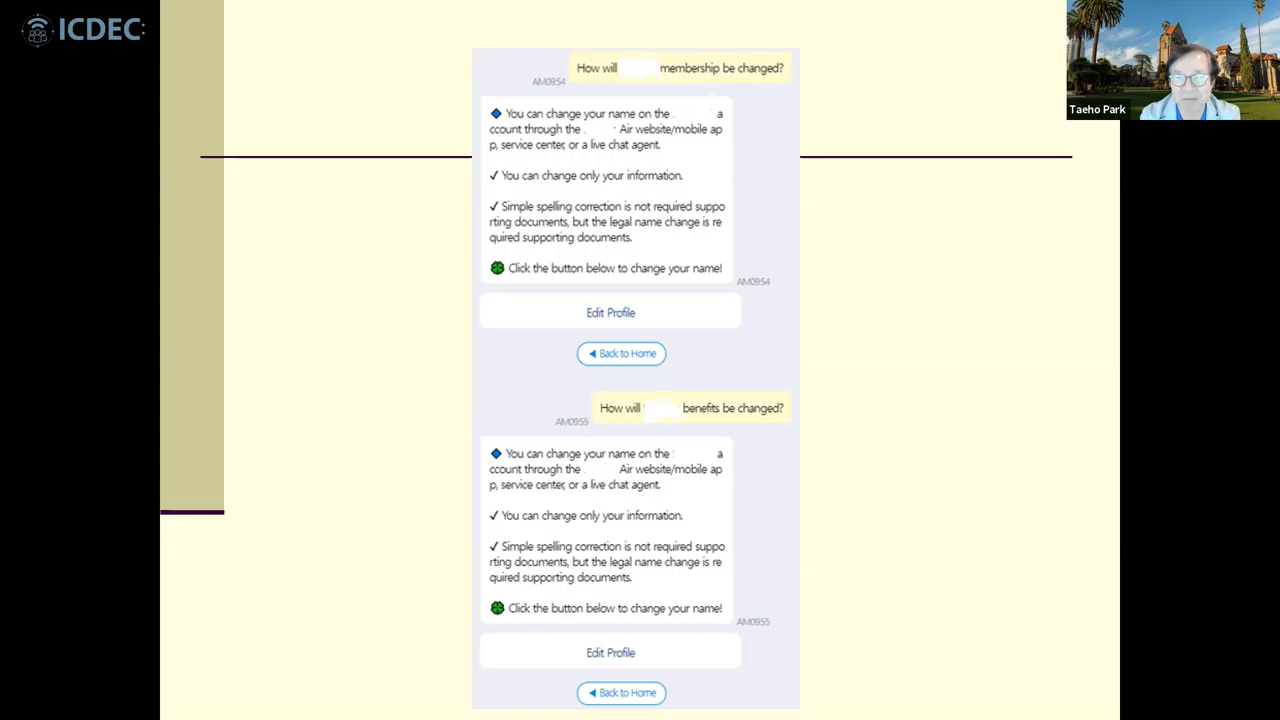 ICDEC:
Taeho Park
How will membership be changed?
AM09:54
You can change your name on the a
ccount through the Air website/mobile ap
p, service center, or a live chat agent.
✓ You can change only your information.
✓ Simple spelling correction is not required suppo
rting documents, but the legal name change is re
quired supporting documents.
Click the button below to change your name!
AM09:54
Edit Profile
◀ Back to Home
How will benefits be changed?
AM09:55
You can change your name on the a
ccount through the Air website/mobile ap
p, service center, or a live chat agent.
✓ You can change only your information.
✓ Simple spelling correction is not required suppo
rting documents, but the legal name change is re
quired supporting documents.
Click the button below to change your name!
AM09:55
Edit Profile
◀ Back to Home